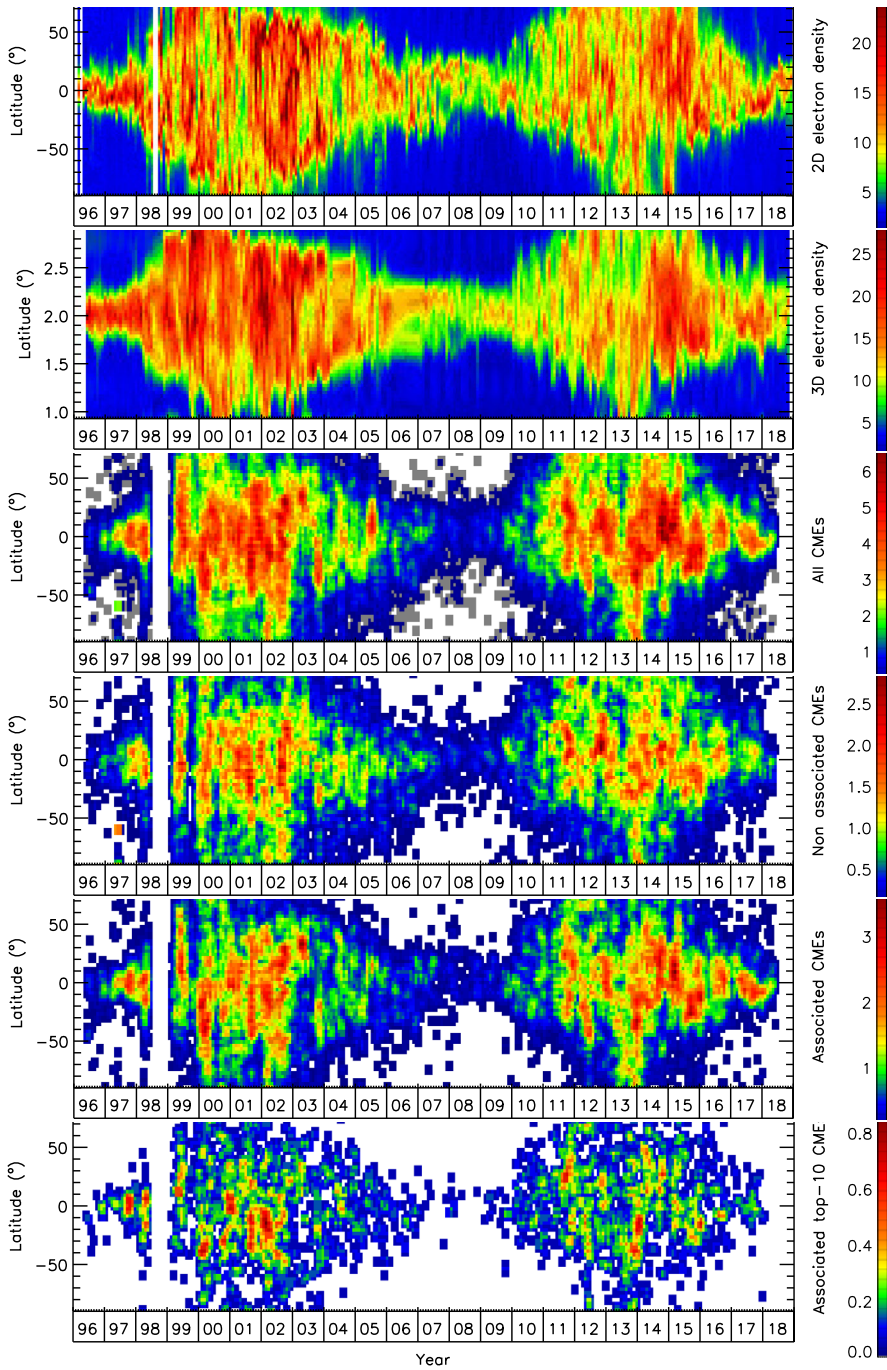 50
0
−50
Latitude (°)
96 97 98 99 00 01 02 03 04 05 06 07 08 09 10 11 12 13 14 15 16 17 18
2D electron density
20
15
10
5
2.5
2.0
1.5
1.0
Latitude (°)
96 97 98 99 00 01 02 03 04 05 06 07 08 09 10 11 12 13 14 15 16 17 18
3D electron density
25
20
15
10
5
50
0
−50
Latitude (°)
96 97 98 99 00 01 02 03 04 05 06 07 08 09 10 11 12 13 14 15 16 17 18
All CMEs
6
5
4
3
2
1
50
0
−50
Latitude (°)
96 97 98 99 00 01 02 03 04 05 06 07 08 09 10 11 12 13 14 15 16 17 18
Non associated CMEs
2.5
2.0
1.5
1.0
0.5
50
0
−50
Latitude (°)
96 97 98 99 00 01 02 03 04 05 06 07 08 09 10 11 12 13 14 15 16 17 18
Associated CMEs
3
2
1
50
0
−50
Latitude (°)
96 97 98 99 00 01 02 03 04 05 06 07 08 09 10 11 12 13 14 15 16 17 18
Associated top−10 CME
0.8
0.6
0.4
0.2
0.0
Year